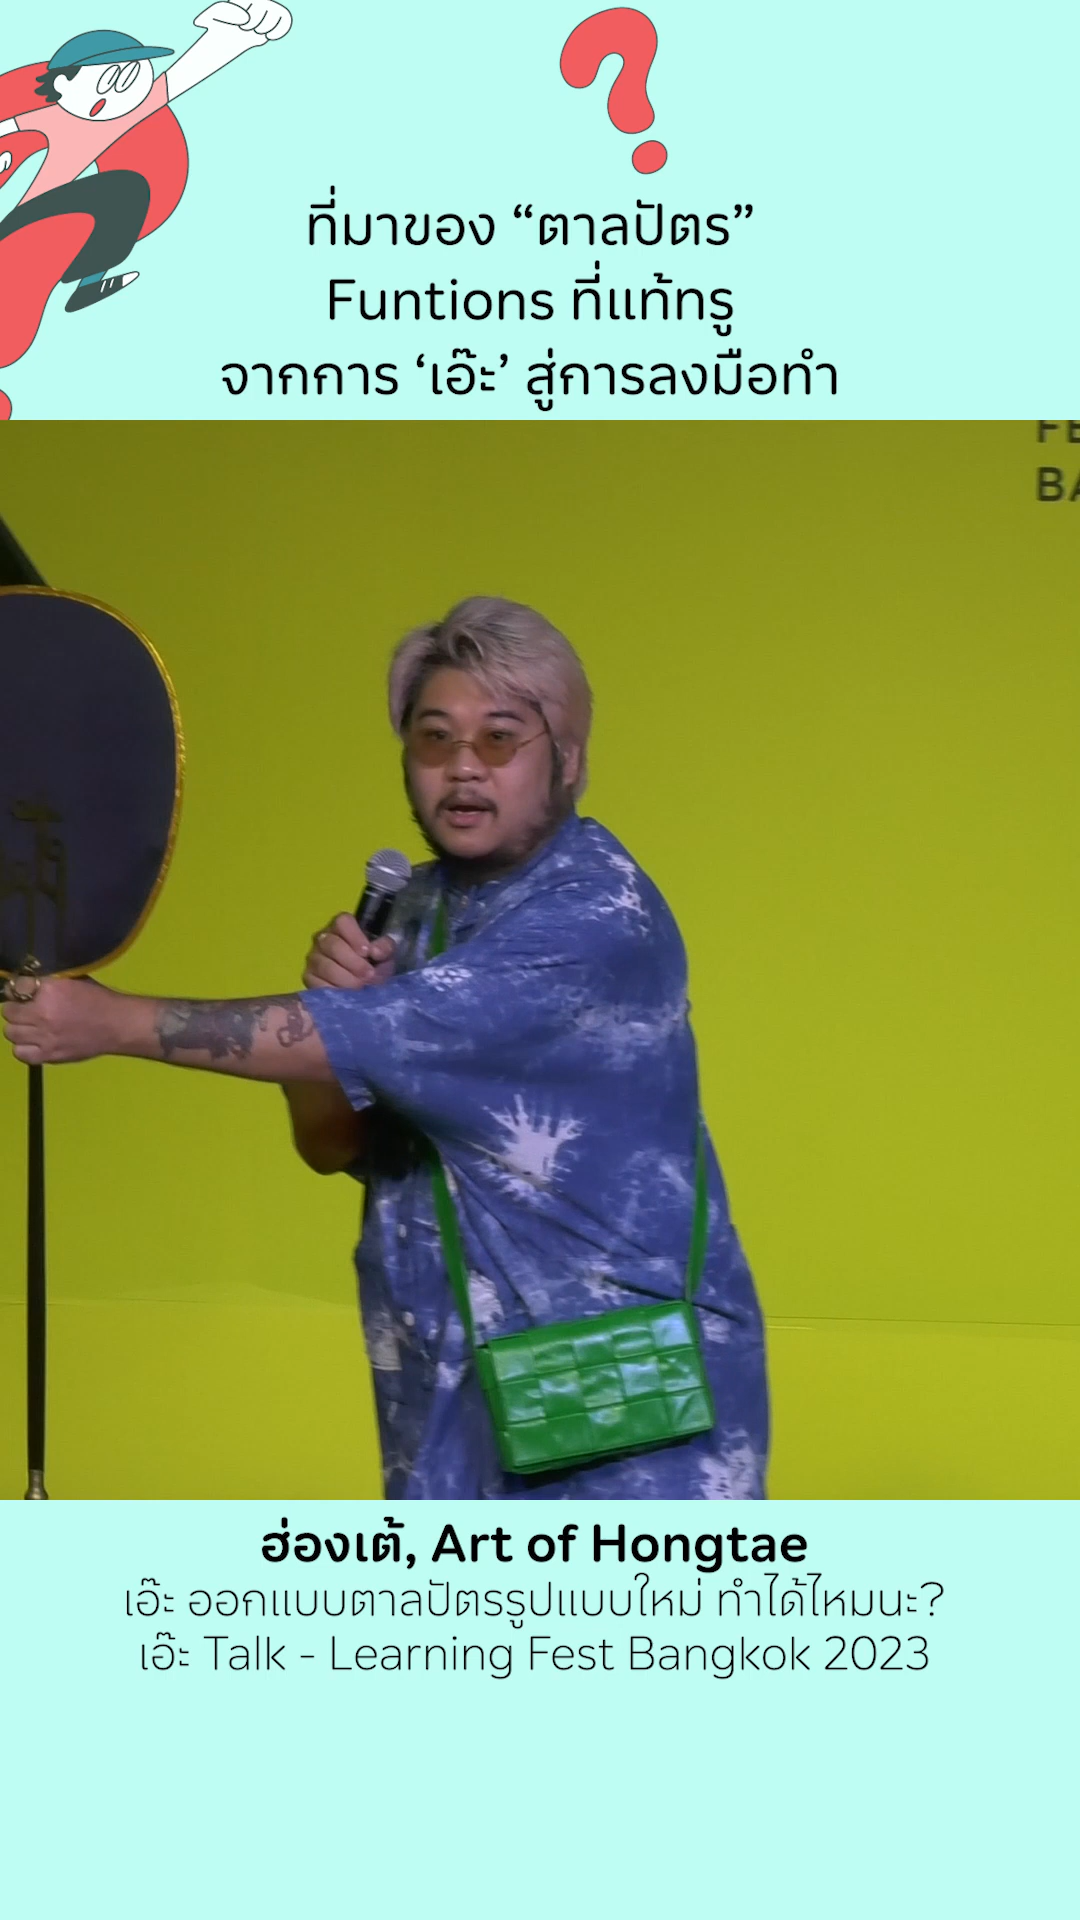 ที่มาของ “ตาลปัตร”
Funtions ที่แท้ทรู
จากการ ‘เอ๊ะ’ สู่การลงมือทำ
FE
BA
ฮ่องเต้, Art of Hongtae
เอ๊ะ ออกแบบตาลปัตรรูปแบบใหม่ ทำได้ไหมนะ?
เอ๊ะ Talk - Learning Fest Bangkok 2023